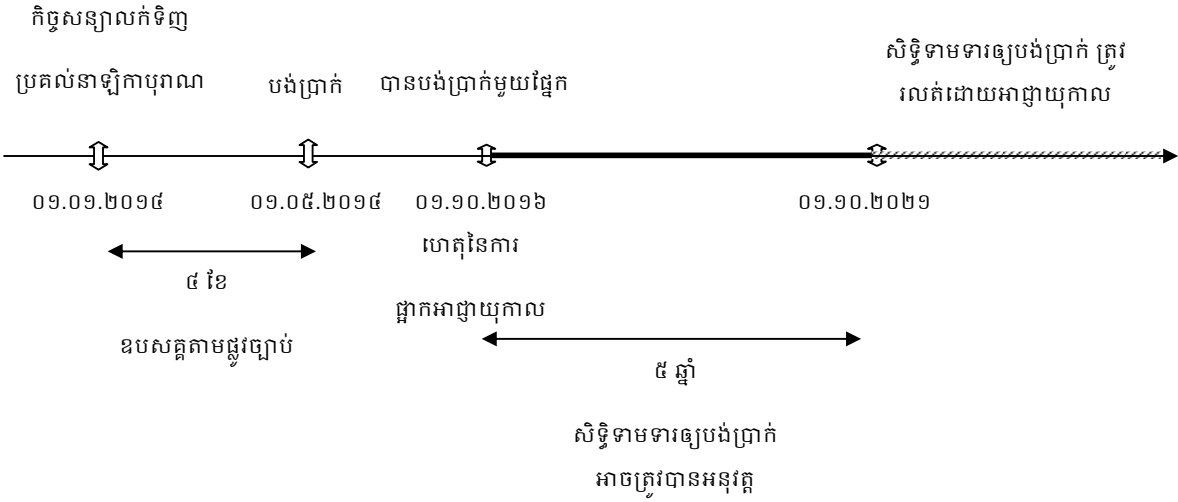 កិច្ចសន្យាលក់ទិញ
ប្រគល់នាឡិកាបុរាណ
បង់ប្រាក់
បានបង់ប្រាក់មួយផ្នែក
សិទ្ធិទាមទារឲ្យបង់ប្រាក់ ត្រូវ
រលត់ដោយអាជ្ញាយុកាល
០១.០១.២០១៤
០១.០៥.២០១៤
០១.១០.២០១៦
០១.១០.២០២១
ហេតុនៃការ
ផ្អាកអាជ្ញាយុកាល
៤ ខែ
ឧបសគ្គតាមផ្លូវច្បាប់
៥ ឆ្នាំ
សិទ្ធិទាមទារឲ្យបង់ប្រាក់
អាចត្រូវបានអនុវត្ត